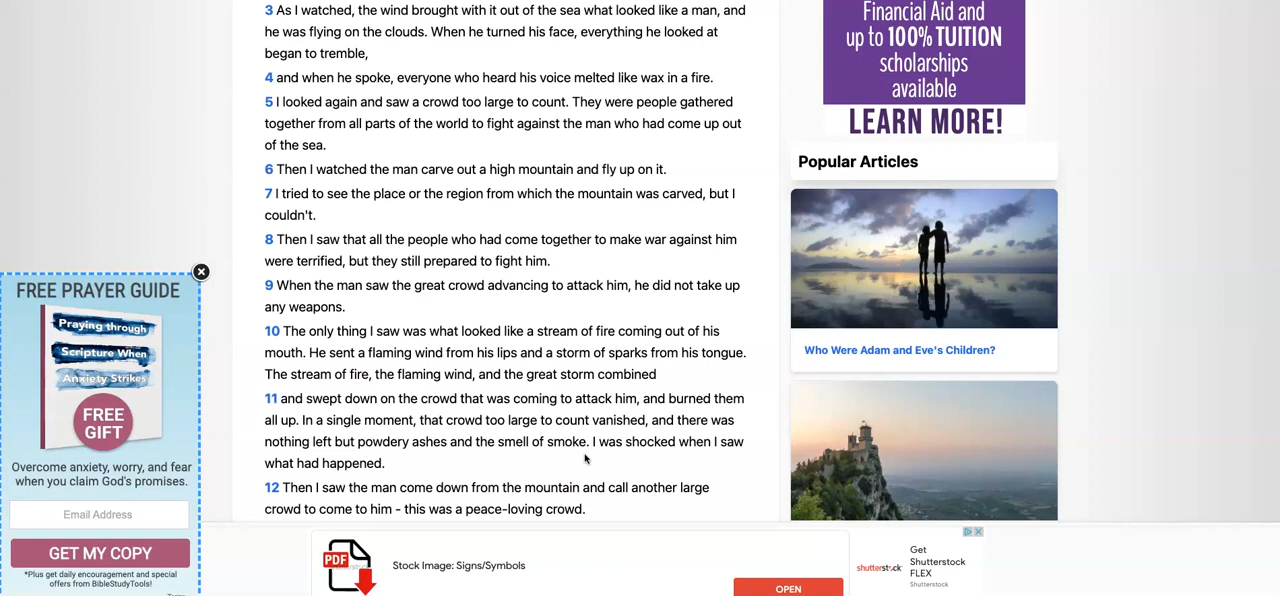 3 As I watched, the wind brought with it out of the sea what looked like a man, and
he was flying on the clouds. When he turned his face, everything he looked at
began to tremble,
4 and when he spoke, everyone who heard his voice melted like wax in a fire.
5 I looked again and saw a crowd too large to count. They were people gathered
together from all parts of the world to fight against the man who had come up out
of the sea.
6 Then I watched the man carve out a high mountain and fly up on it.
7 I tried to see the place or the region from which the mountain was carved, but I
couldn't.
8 Then I saw that all the people who had come together to make war against him
were terrified, but they still prepared to fight him.
9 When the man saw the great crowd advancing to attack him, he did not take up
any weapons.
10 The only thing I saw was what looked like a stream of fire coming out of his
mouth. He sent a flaming wind from his lips and a storm of sparks from his tongue.
The stream of fire, the flaming wind, and the great storm combined
11 and swept down on the crowd that was coming to attack him, and burned them
all up. In a single moment, that crowd too large to count vanished, and there was
nothing left but powdery ashes and the smell of smoke. I was shocked when I saw
what had happened.
12 Then I saw the man come down from the mountain and call another large
crowd to come to him - this was a peace-loving crowd.
Financial Aid and
up to 100% TUITION
scholarships
available
LEARN MORE!
Popular Articles
Who Were Adam and Eve's Children?
FREE PRAYER GUIDE
Praying through
Scripture When
Anxiety Strikes
FREE
GIFT
Overcome anxiety, worry, and fear
when you claim God's promises.
Email Address
GET MY COPY
*Plus get daily encouragement and special
offers from BibleStudyTools!
Terms
PDF
Stock Image: Signs/Symbols
OPEN
shutterstock
Get
Shutterstock
FLEX
Shutterstock